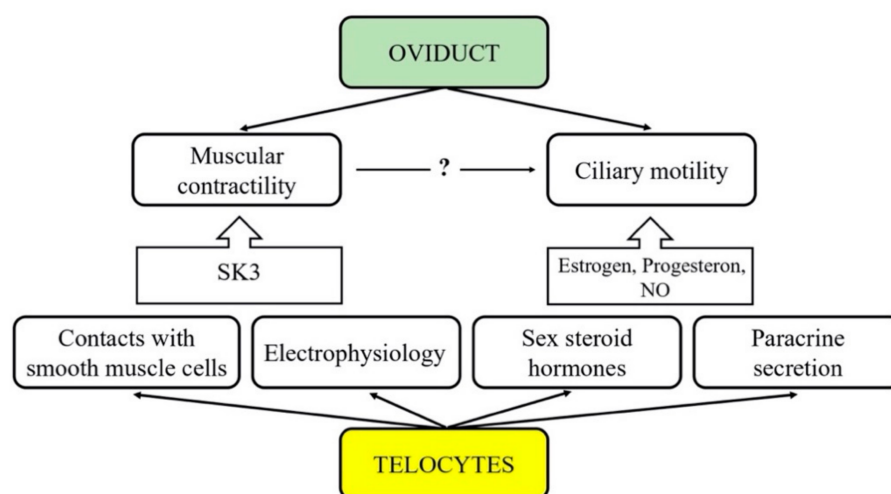 OVIDUCT
Muscular
contractility
?
Ciliary motility
SK3
Estrogen, Progesteron,
NO
Contacts with
smooth muscle cells
Electrophysiology
Sex steroid
hormones
Paracrine
secretion
TELOCYTES